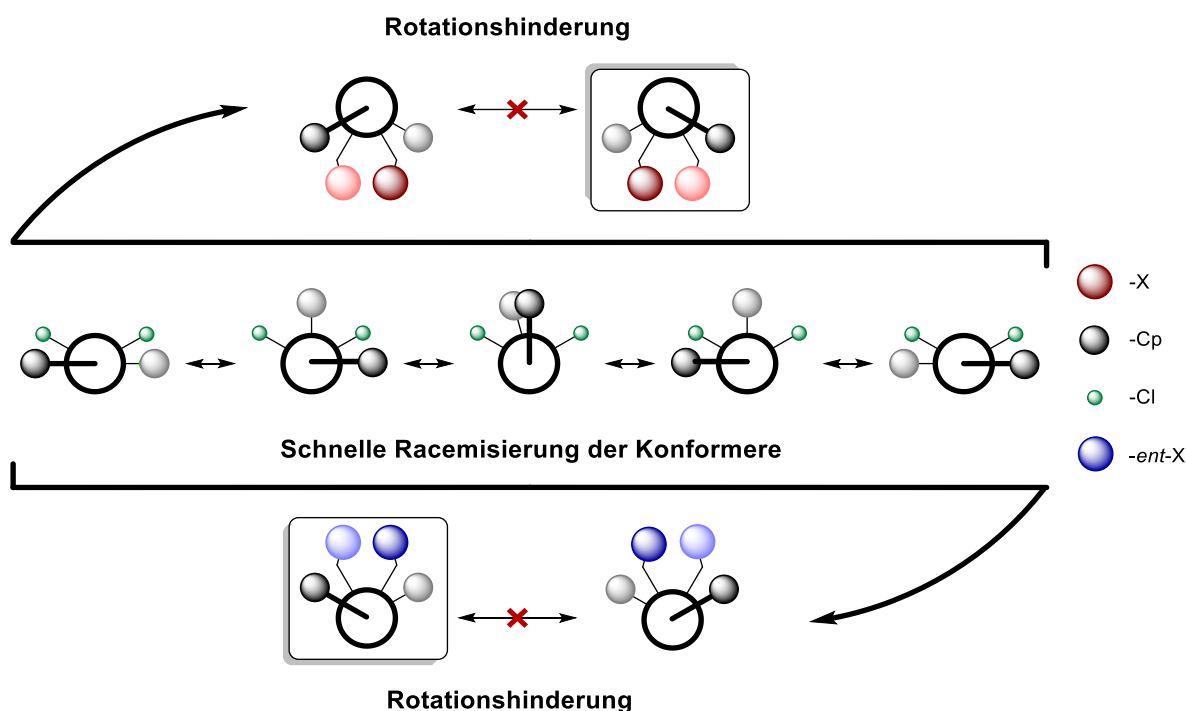 Rotationshinderung
-X
-Cp
-Cl
Schnelle Racemisierung der Konformere
-ent-X
Rotationshinderung